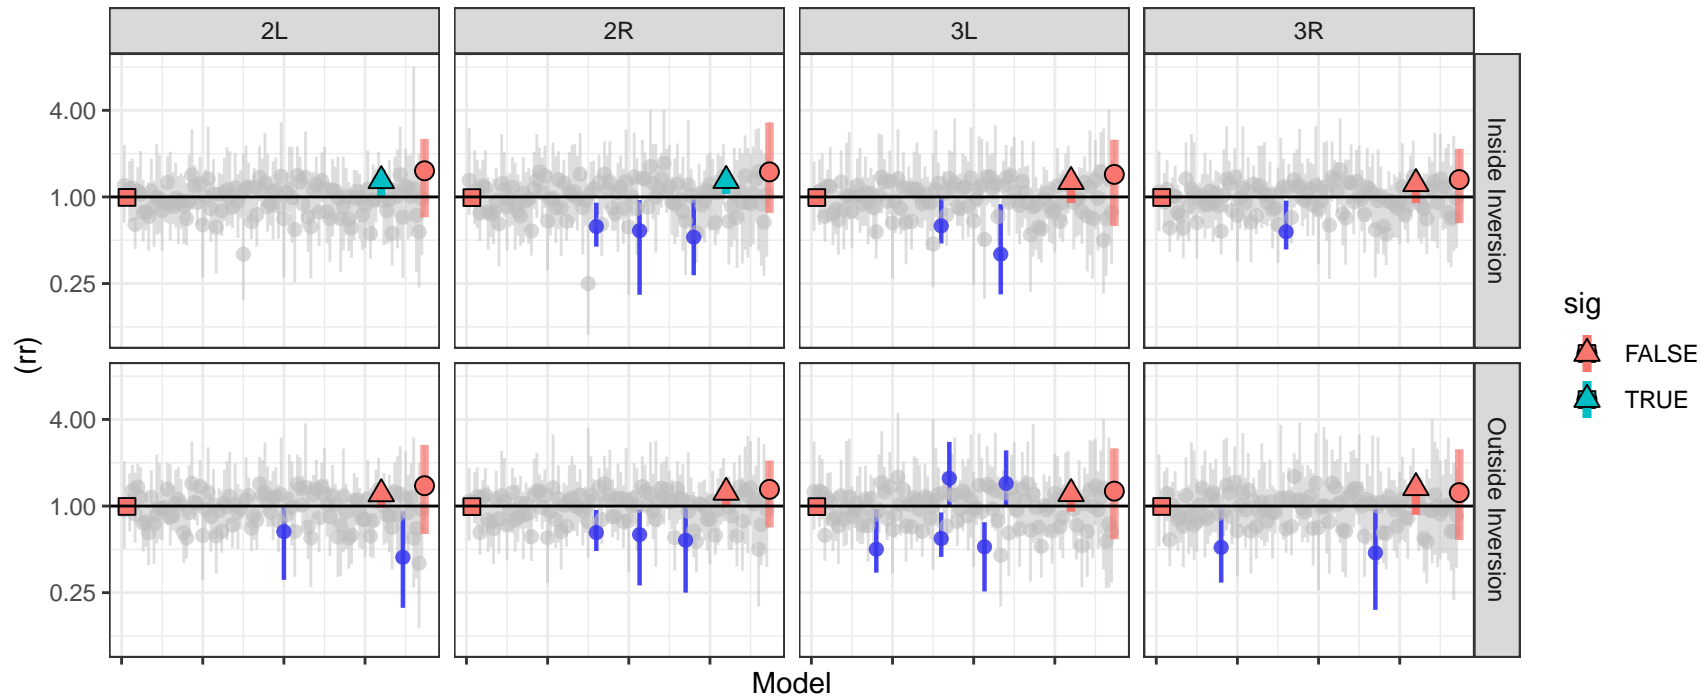 2L 2R 3L 3R
4.00
1.00
0.25
Inside Inversion
(rr)
4.00
1.00
0.25
Outside Inversion
Model
sig
FALSE
TRUE